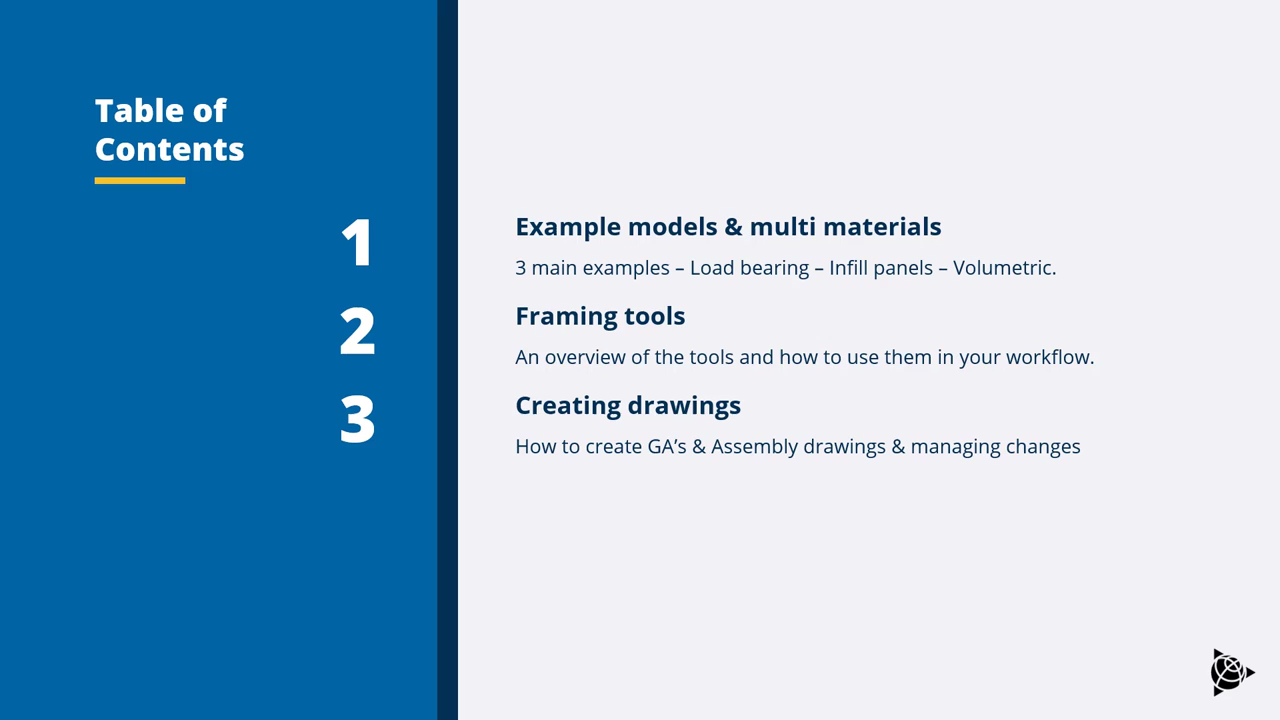 Table of
Contents
1
Example models & multi materials
3 main examples – Load bearing – Infill panels – Volumetric.
2
Framing tools
An overview of the tools and how to use them in your workflow.
3
Creating drawings
How to create GA’s & Assembly drawings & managing changes